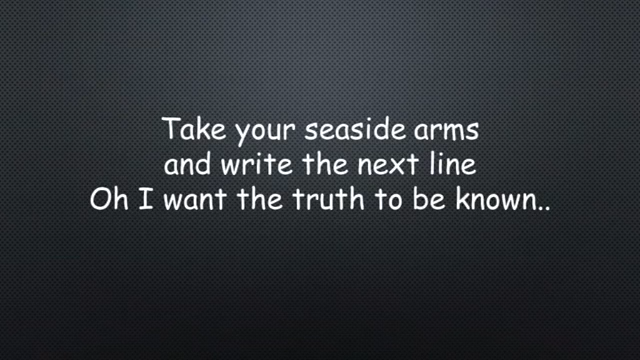 Take your seaside arms
and write the next line
Oh I want the truth to be known..